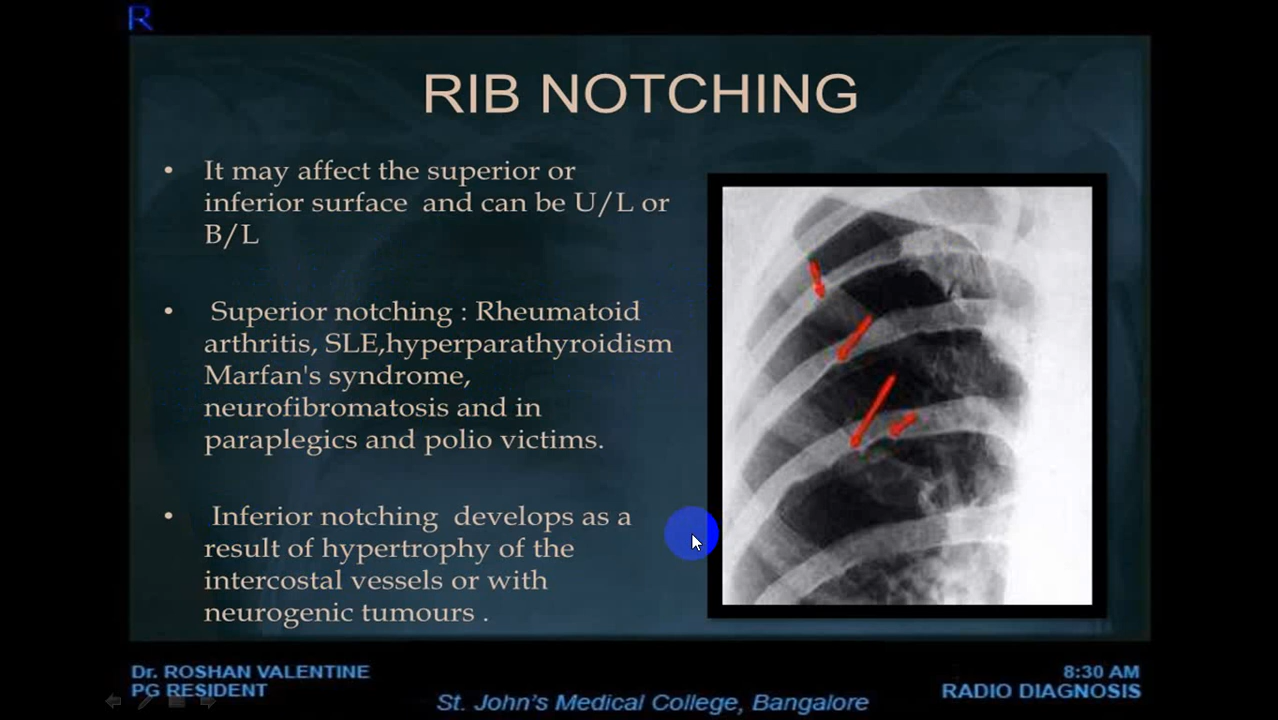 R
RIB NOTCHING
• It may affect the superior or
inferior surface and can be U/L or
B/L
• Superior notching : Rheumatoid
arthritis, SLE,hyperparathyroidism
Marfan's syndrome,
neurofibromatosis and in
paraplegics and polio victims.
• Inferior notching develops as a
result of hypertrophy of the
intercostal vessels or with
neurogenic tumours .
Dr. ROSHAN VALENTINE
PG RESIDENT
St. John's Medical College, Bangalore
8:30 AM
RADIO DIAGNOSIS